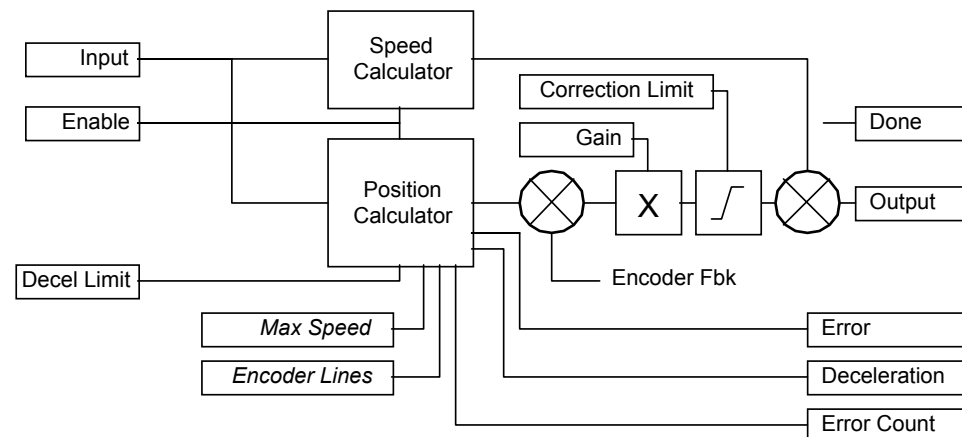 Speed
Calculator
Input
Correction Limit
Enable
Done
Gain
Position
Calculator
X
Output
Decel Limit
Encoder Fbk
Max Speed
Error
Encoder Lines
Deceleration
Error Count